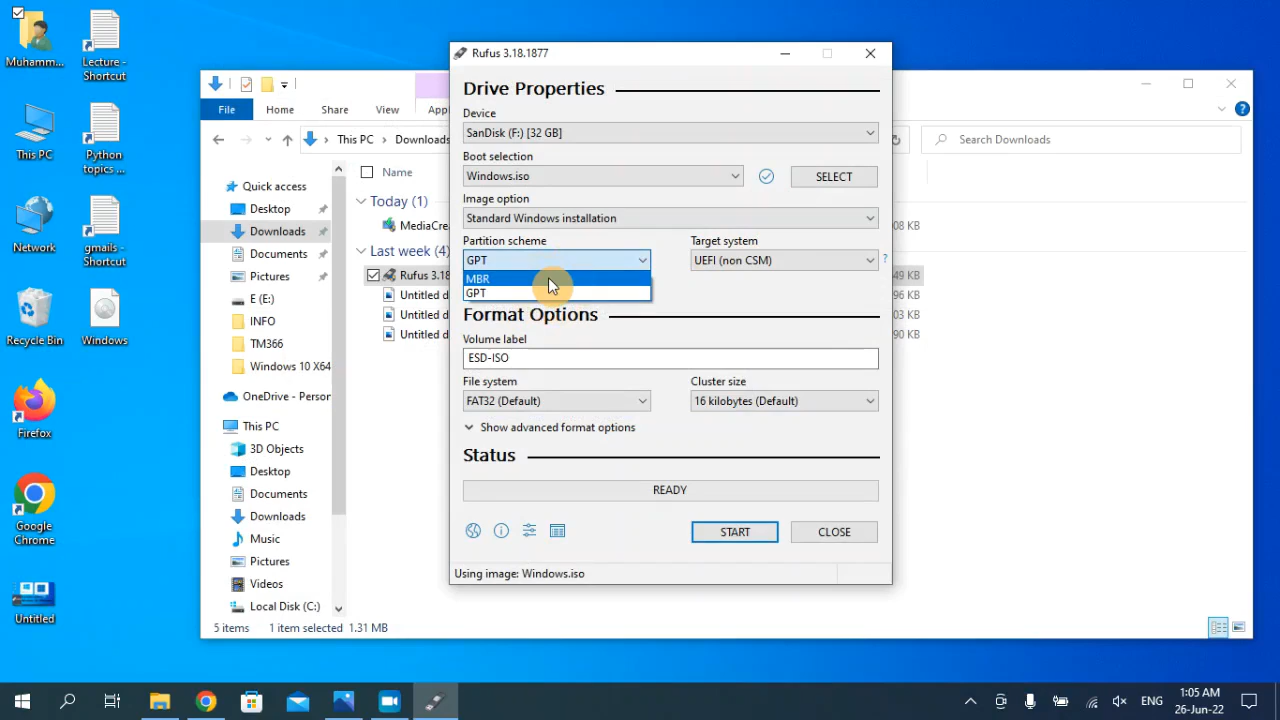 Muhamm...
Lecture - Shortcut
This PC
Python topics ...
Network
gmails - Shortcut
Recycle Bin
Windows
Firefox
Google Chrome
Untitled
File
Home
Share
View
Appl
This PC > Downloads
Search Downloads
Quick access
Desktop
Downloads
Documents
Pictures
E (E:)
INFO
TM366
Windows 10 X64
OneDrive - Person
This PC
3D Objects
Desktop
Documents
Downloads
Music
Pictures
Videos
Local Disk (C:)
Name
Today (1)
MediaCrea
08 KB
Last week (4)
Rufus 3.18
49 KB
Untitled d
96 KB
Untitled d
03 KB
Untitled d
90 KB
5 items
1 item selected 1.31 MB
Rufus 3.18.1877
Drive Properties
Device
SanDisk (F:) [32 GB]
Boot selection
Windows.iso
SELECT
Image option
Standard Windows installation
Partition scheme
Target system
GPT
UEFI (non CSM)
?
MBR
GPT
Format Options
Volume label
ESD-ISO
File system
Cluster size
FAT32 (Default)
16 kilobytes (Default)
Show advanced format options
Status
READY
START
CLOSE
Using image: Windows.iso
ENG
1:05 AM
26-Jun-22